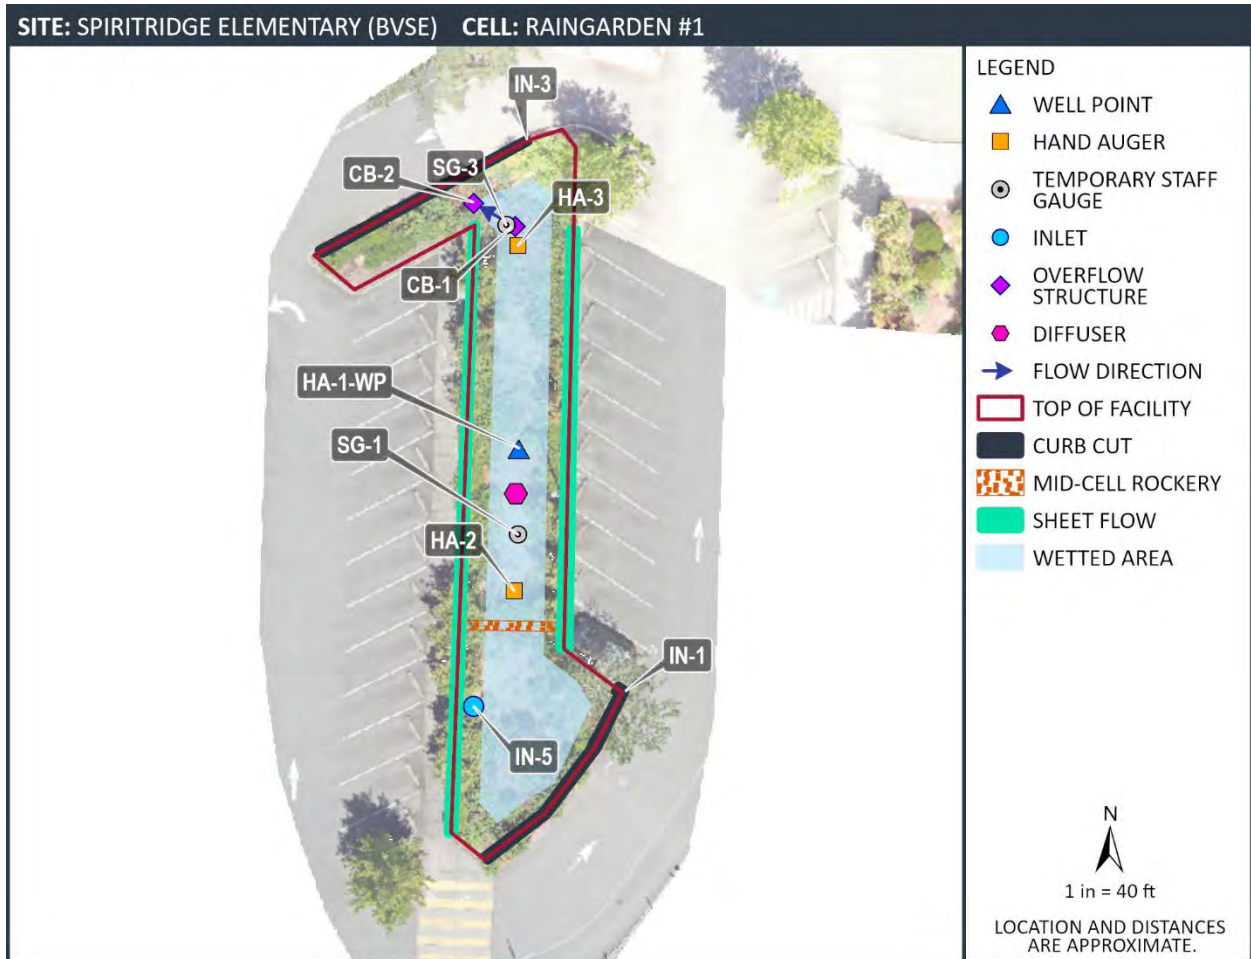 SITE: SPIRITRIDGE ELEMENTARY (BVSE) CELL: RAINGARDEN #1
IN-3
SG-3
CB-2
HA-3
CB-1
HA-1-WP
SG-1
HA-2
IN-1
IN-5
LEGEND
WELL POINT
HAND AUGER
TEMPORARY STAFF
GAUGE
INLET
OVERFLOW
STRUCTURE
DIFFUSER
FLOW DIRECTION
TOP OF FACILITY
CURB CUT
MID-CELL ROCKERY
SHEET FLOW
WETTED AREA
N
1 in = 40 ft
LOCATION AND DISTANCES
ARE APPROXIMATE.